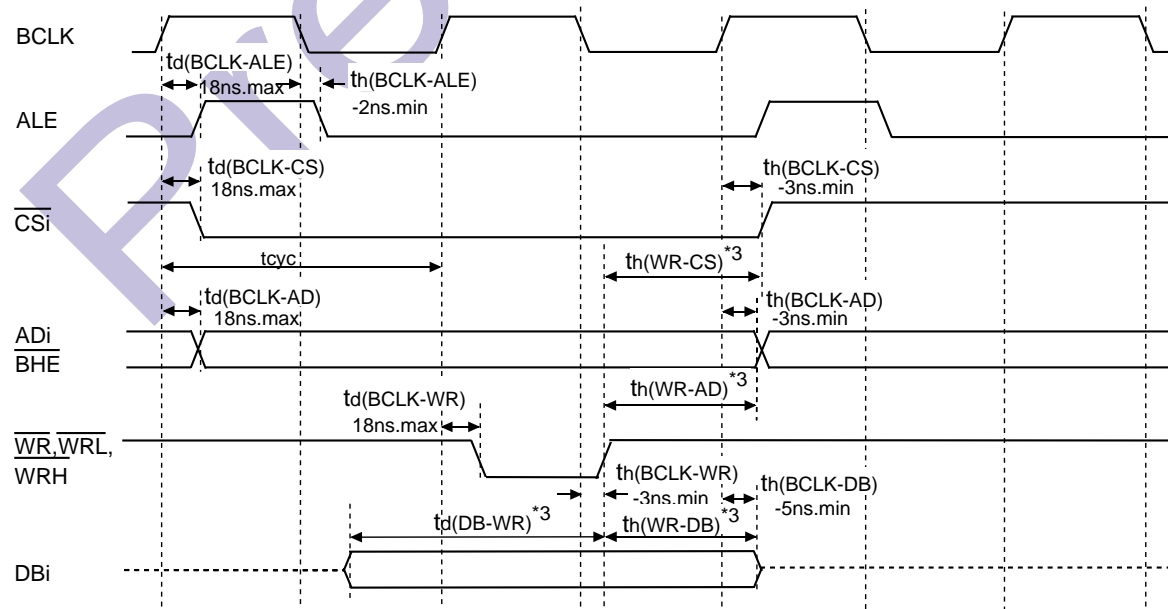 BCLK
td(BCLK-ALE)
18ns.max
th(BCLK-ALE)
-2ns.min
ALE
td(BCLK-CS)
18ns.max
th(BCLK-CS)
-3ns.min
CSi
tcyc
th(WR-CS)*3
td(BCLK-AD)
18ns.max
th(BCLK-AD)
-3ns.min
ADi
BHE
th(WR-AD)*3
td(BCLK-WR)
18ns.max
WR,WRL,
WRH
th(BCLK-WR)
-3ns.min
th(BCLK-DB)
-5ns.min
td(DB-WR)*3
th(WR-DB)*3
DBi
Pre